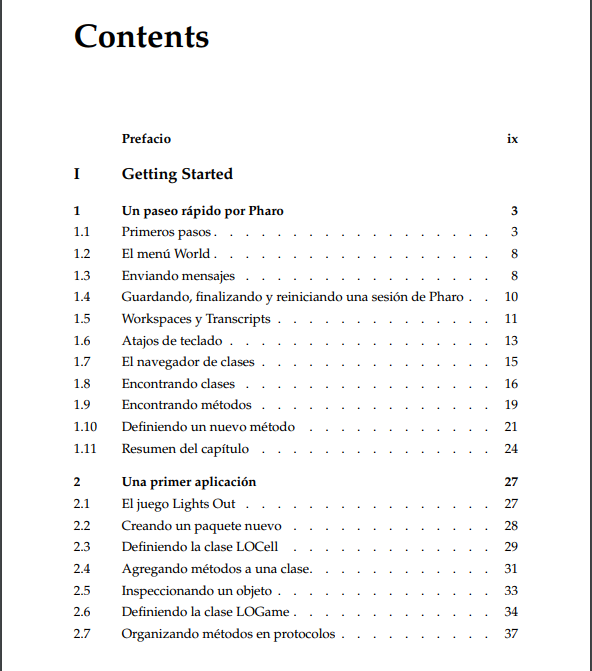 Contents
Prefacio ix
I Getting Started
1 Un paseo rápido por Pharo 3
1.1 Primeros pasos . . . . . . . . . . . . . . . . . . 3
1.2 El menú World . . . . . . . . . . . . . . . . . . 8
1.3 Enviando mensajes . . . . . . . . . . . . . . . . 8
1.4 Guardando, finalizando y reiniciando una sesión de Pharo . . 10
1.5 Workspaces y Transcripts . . . . . . . . . . . . . . 11
1.6 Atajos de teclado . . . . . . . . . . . . . . . . . 13
1.7 El navegador de clases . . . . . . . . . . . . . . . 15
1.8 Encontrando clases . . . . . . . . . . . . . . . . 16
1.9 Encontrando métodos . . . . . . . . . . . . . . . 19
1.10 Definiendo un nuevo método . . . . . . . . . . . . 21
1.11 Resumen del capítulo . . . . . . . . . . . . . . . 24
2 Una primer aplicación 27
2.1 El juego Lights Out . . . . . . . . . . . . . . . . 27
2.2 Creando un paquete nuevo . . . . . . . . . . . . . 28
2.3 Definiendo la clase LOCell . . . . . . . . . . . . . 29
2.4 Agregando métodos a una clase. . . . . . . . . . . . 31
2.5 Inspeccionando un objeto . . . . . . . . . . . . . . 33
2.6 Definiendo la clase LOGame . . . . . . . . . . . . . 34
2.7 Organizando métodos en protocolos . . . . . . . . . . 37